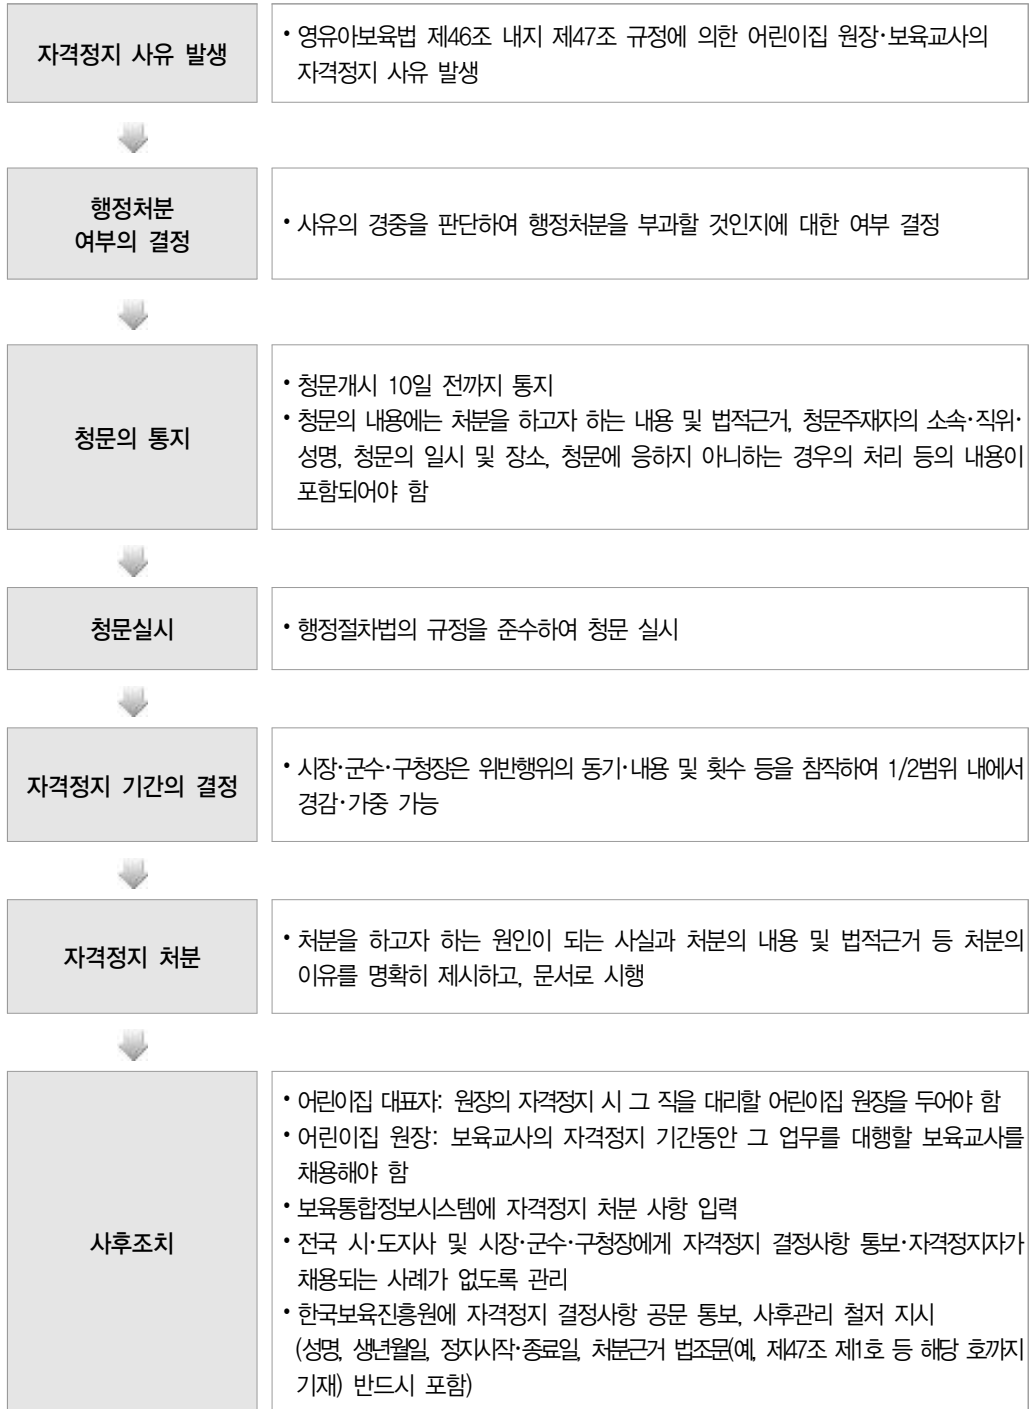 자격정지 사유 발생
• 영유아보육법 제46조 내지 제47조 규정에 의한 어린이집 원장·보육교사의
자격정지 사유 발생
행정처분
여부의 결정
• 사유의 경중을 판단하여 행정처분을 부과할 것인지에 대한 여부 결정
청문의 통지
• 청문개시 10일 전까지 통지
• 청문의 내용에는 처분을 하고자 하는 내용 및 법적근거, 청문주재자의 소속·직위·
성명, 청문의 일시 및 장소, 청문에 응하지 아니하는 경우의 처리 등의 내용이
포함되어야 함
청문실시
• 행정절차법의 규정을 준수하여 청문 실시
자격정지 기간의 결정
• 시장·군수·구청장은 위반행위의 동기·내용 및 횟수 등을 참작하여 1/2범위 내에서
경감·가중 가능
자격정지 처분
• 처분을 하고자 하는 원인이 되는 사실과 처분의 내용 및 법적근거 등 처분의
이유를 명확히 제시하고, 문서로 시행
사후조치
• 어린이집 대표자: 원장의 자격정지 시 그 직을 대리할 어린이집 원장을 두어야 함
• 어린이집 원장: 보육교사의 자격정지 기간동안 그 업무를 대행할 보육교사를
채용해야 함
• 보육통합정보시스템에 자격정지 처분 사항 입력
• 전국 시·도지사 및 시장·군수·구청장에게 자격정지 결정사항 통보·자격정지자가
채용되는 사례가 없도록 관리
• 한국보육진흥원에 자격정지 결정사항 공문 통보, 사후관리 철저 지시
(성명, 생년월일, 정지시작·종료일, 처분근거 법조문(예, 제47조 제1호 등 해당 호까지
기재) 반드시 포함)